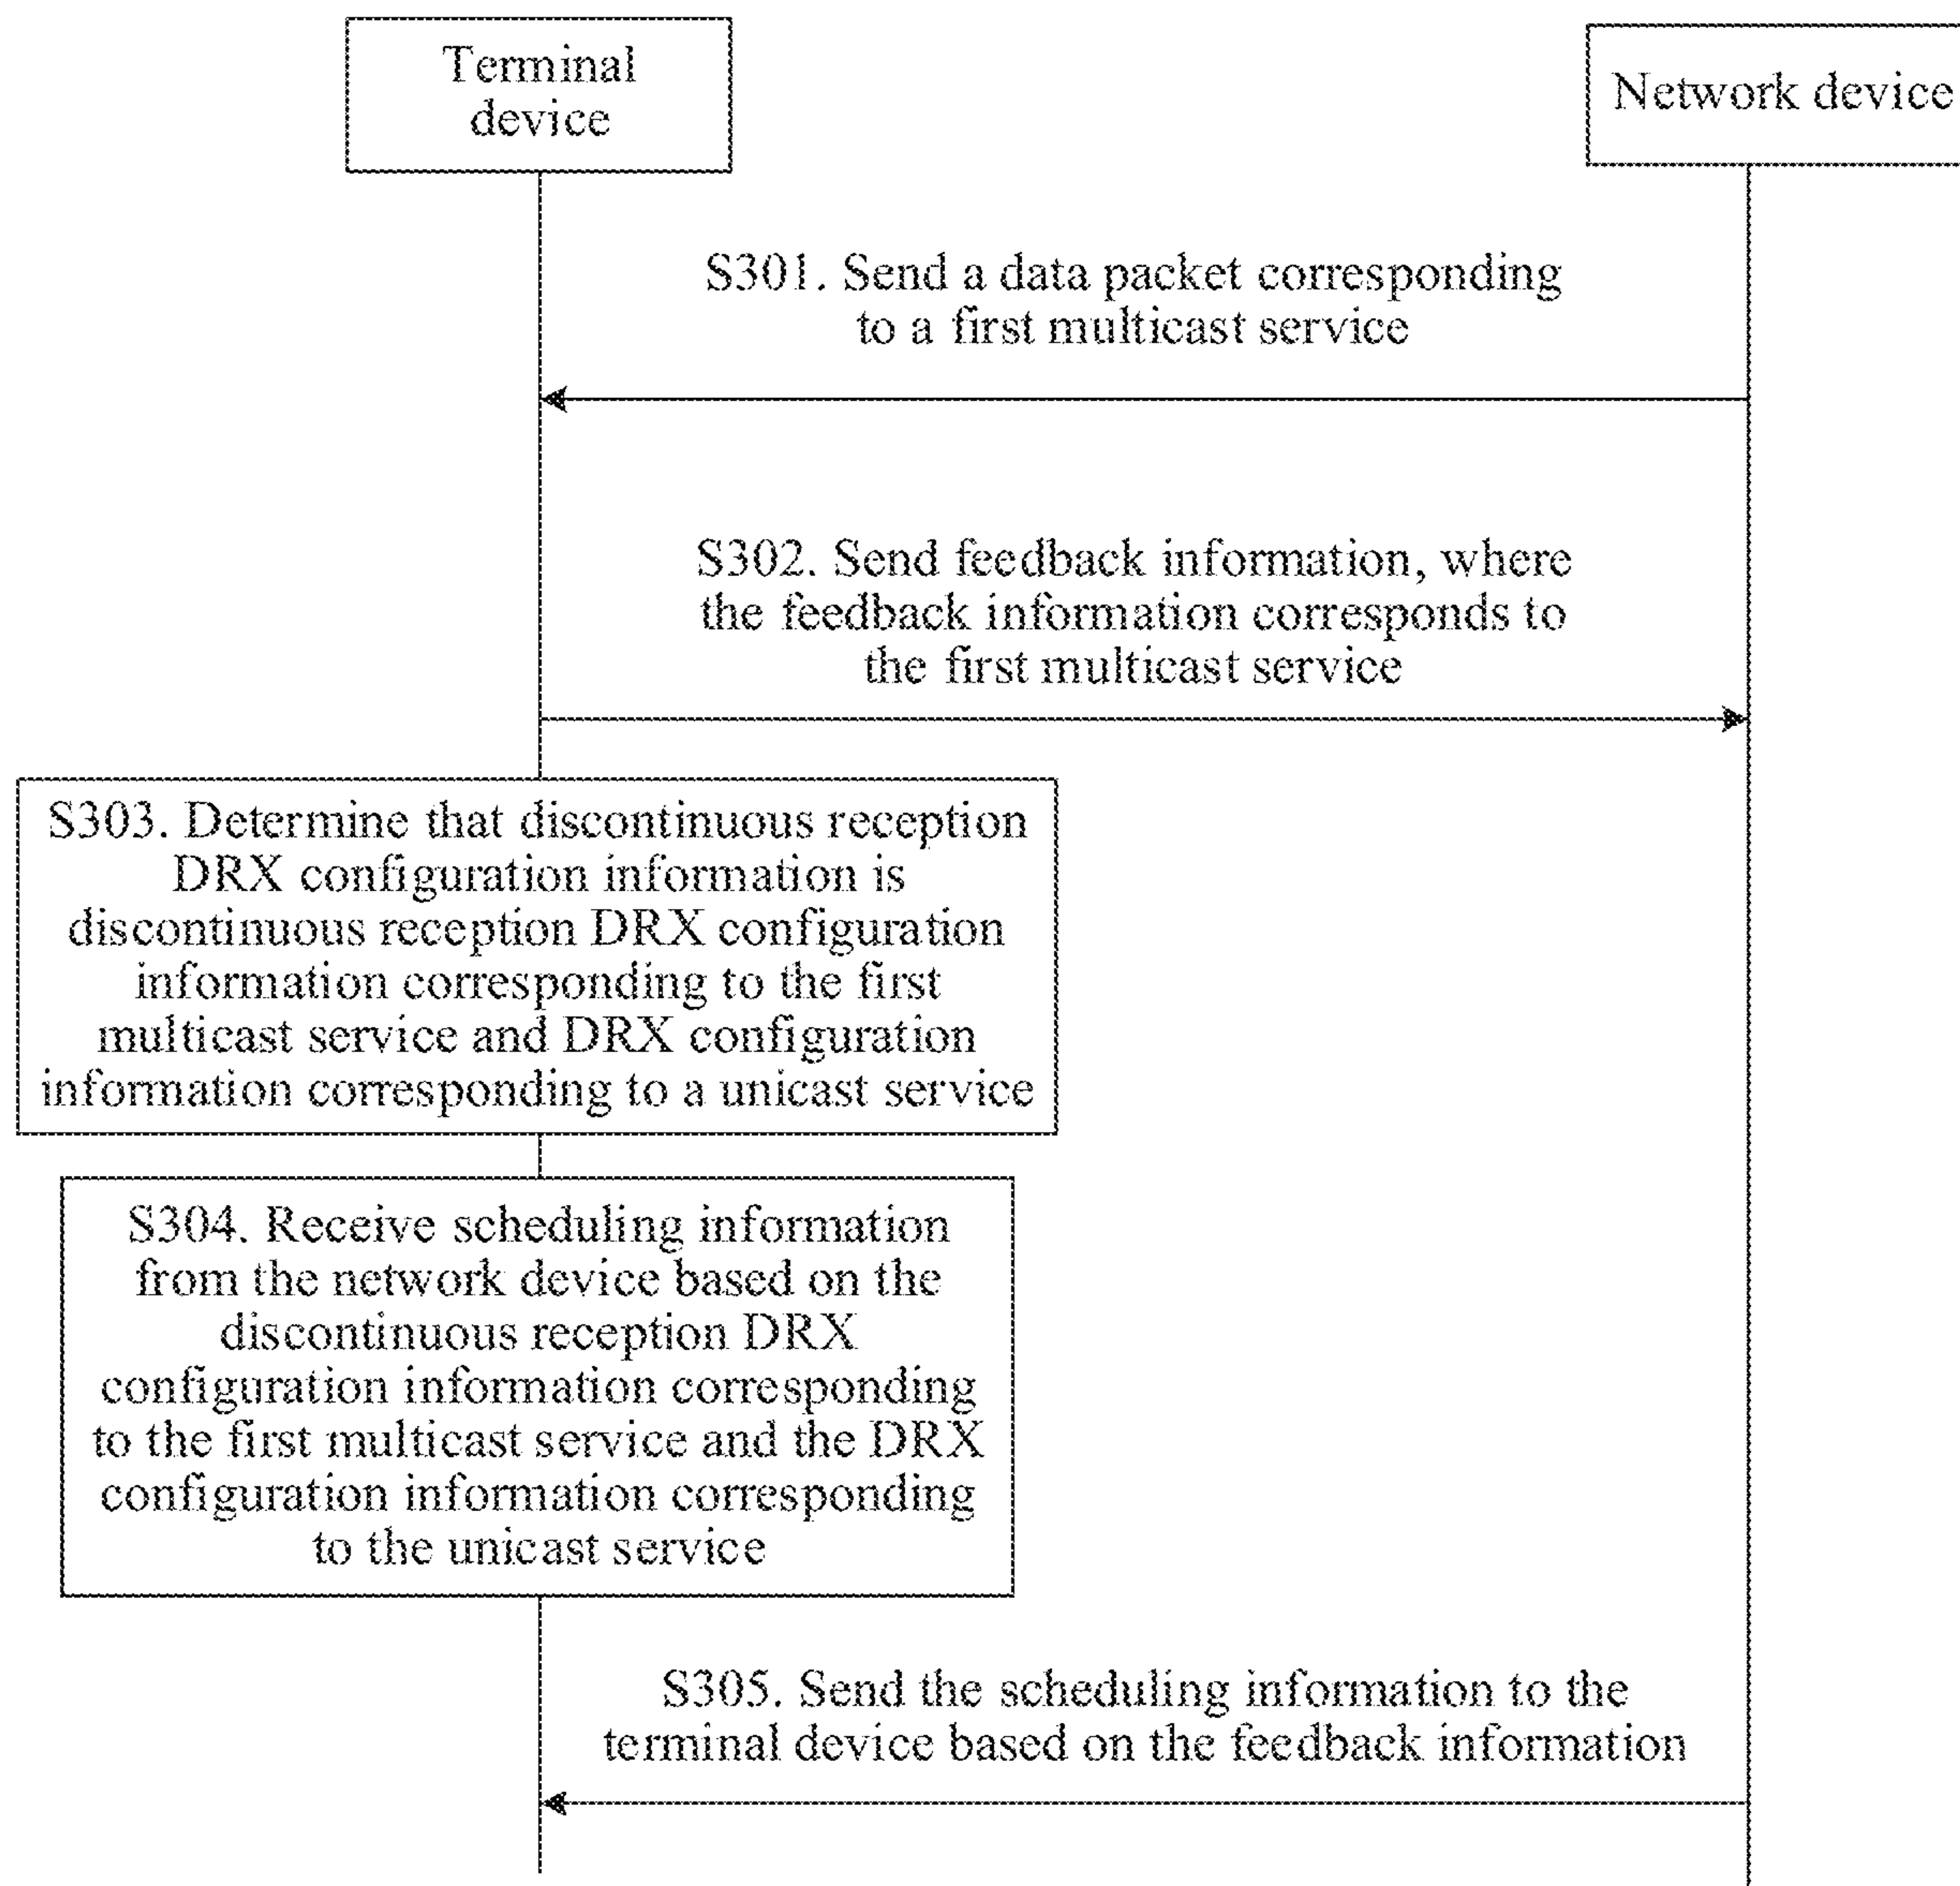 Terminal
device
Network device
S301. Send a data packet corresponding
to a first multicast service
S302. Send feedback information, where
the feedback information corresponds to
the first multicast service
S303. Determine that discontinuous reception
DRX configuration information is
discontinuous reception DRX configuration
information corresponding to the first
multicast service and DRX configuration
information corresponding to a unicast service
S304. Receive scheduling information
from the network device based on the
discontinuous reception DRX
configuration information corresponding
to the first multicast service and the DRX
configuration information corresponding
to the unicast service
S305. Send the scheduling information to the
terminal device based on the feedback information